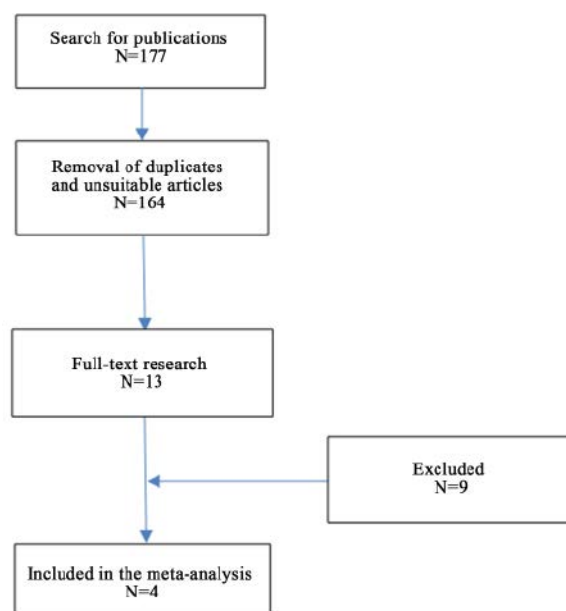 Search for publications
N=177
Removal of duplicates
and unsuitable articles
N=164
Full-text research
N=13
Excluded
N=9
Included in the meta-analysis
N=4